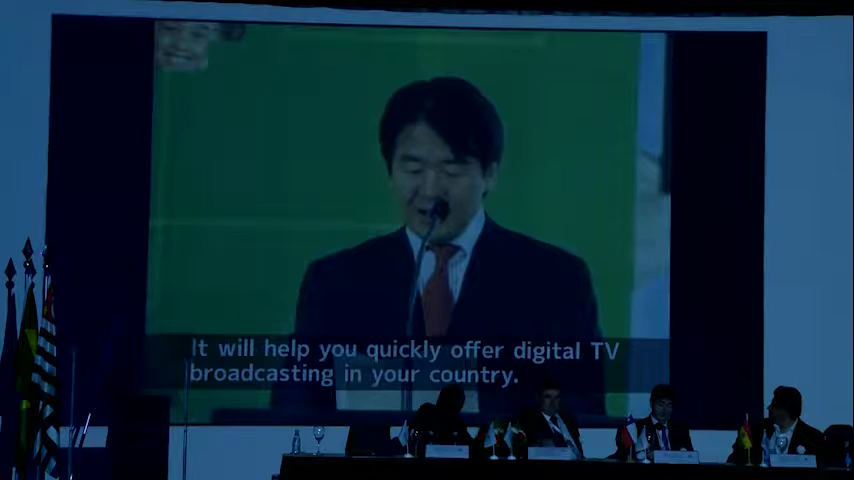 It will help you quickly offer digital TV
broadcasting in your country.